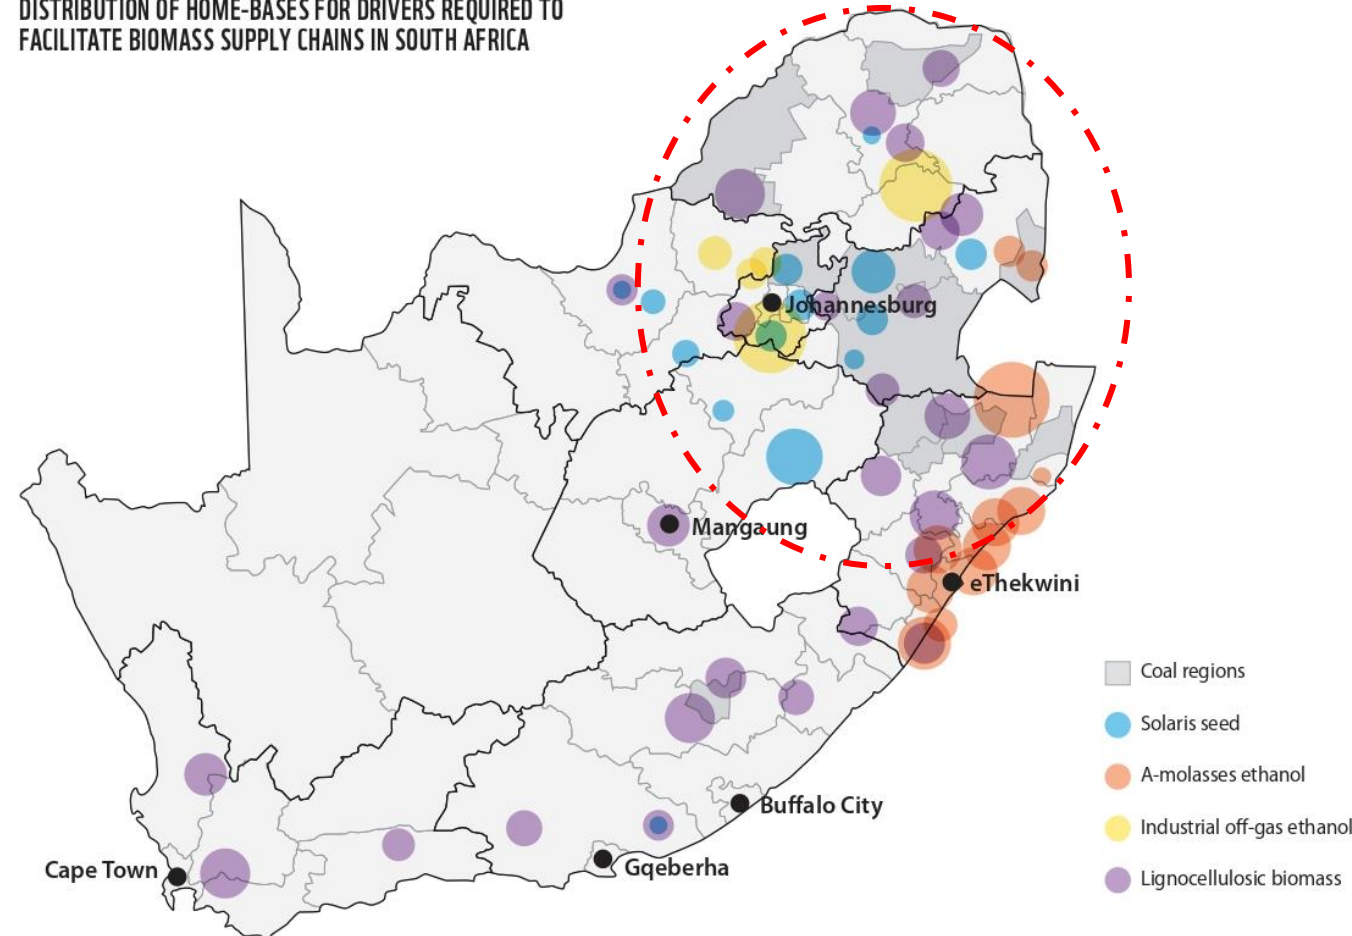 DISTRIBUTION OF HOME-BASES FOR DRIVERS REQUIRED TO
FACILITATE BIOMASS SUPPLY CHAINS IN SOUTH AFRICA
Johannesburg
Mangaung
eThekwini
Coal regions
Solaris seed
A-molasses ethanol
Industrial off-gas ethanol
Lignocellulosic biomass
Buffalo City
Gqeberha
Cape Town